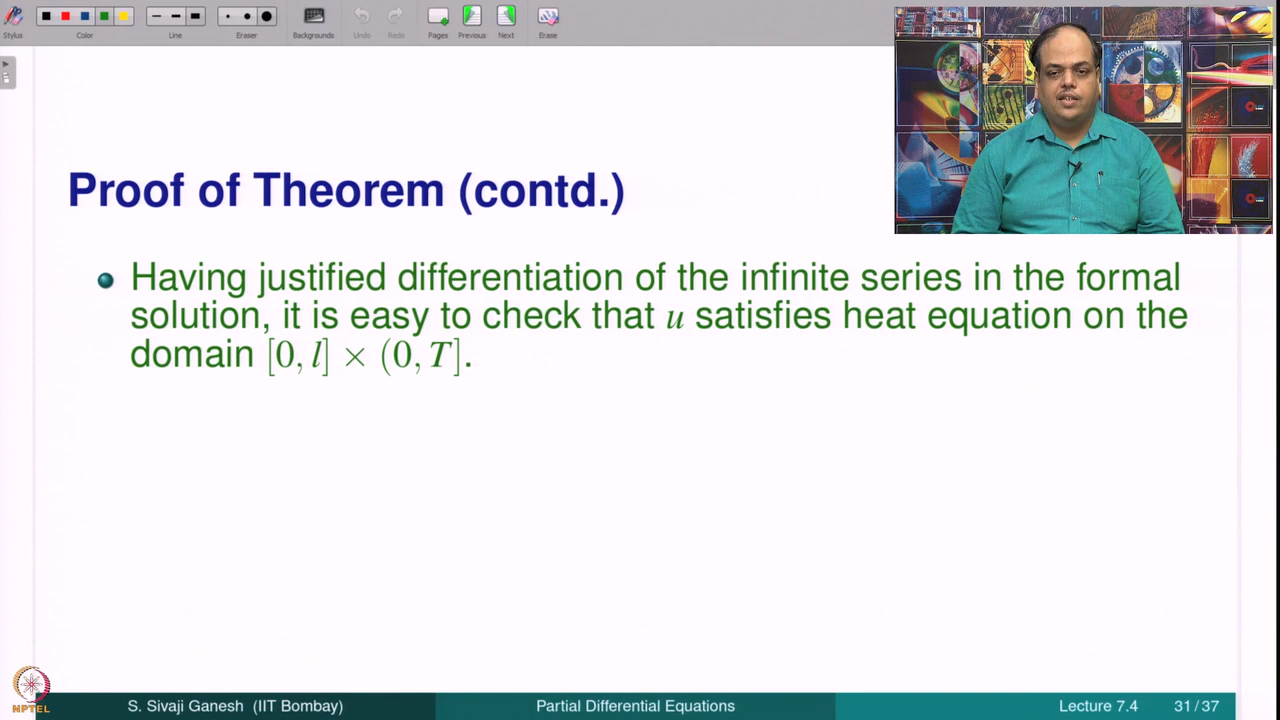 Stylus
Color
Line
Eraser
Backgrounds
Undo
Redo
Pages
Previous
Next
Erase
Proof of Theorem (contd.)
Having justified differentiation of the infinite series in the formal
solution, it is easy to check that u satisfies heat equation on the
domain [0, l] × (0, T].
NPTEL
S. Sivaji Ganesh (IIT Bombay)
Partial Differential Equations
Lecture 7.4
31 / 37